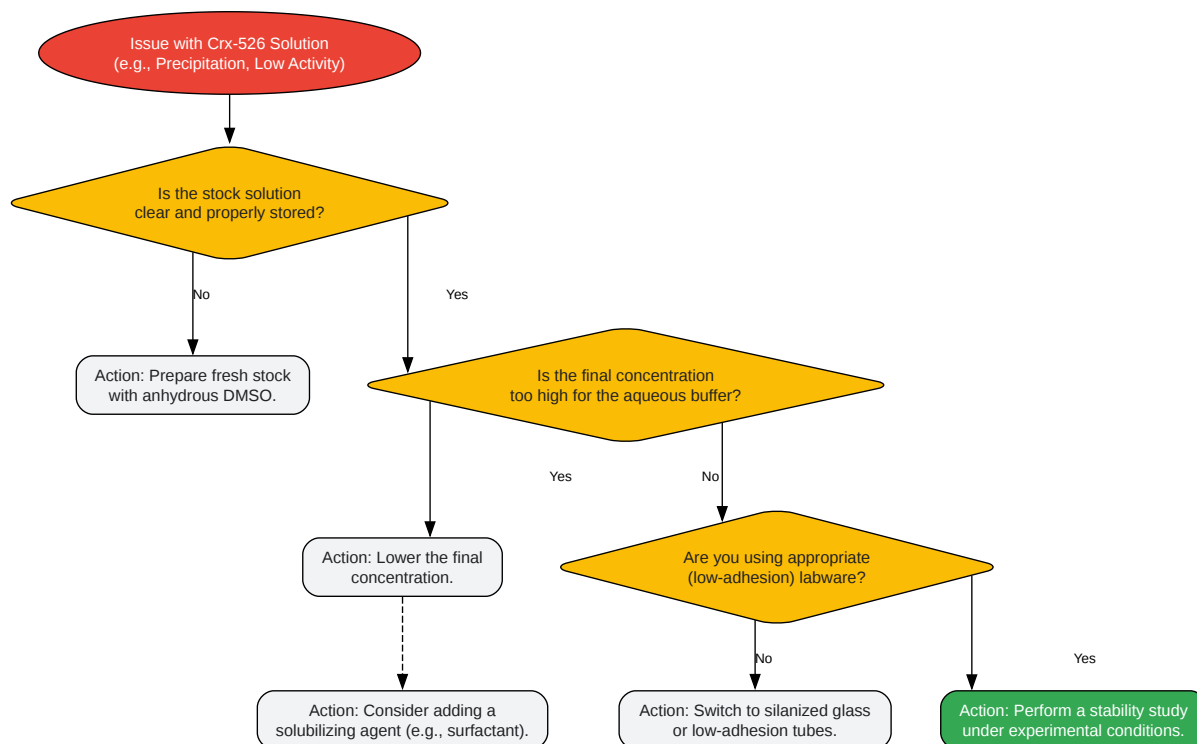 Issue with Crx-526 Solution
(e.g., Precipitation, Low Activity)
Is the stock solution
clear and properly stored?
No
Yes
Action: Prepare fresh stock
with anhydrous DMSO.
Is the final concentration
too high for the aqueous buffer?
Yes
No
Action: Lower the final
concentration.
Are you using appropriate
(low-adhesion) labware?
No
Yes
Action: Consider adding a
solubilizing agent (e.g., surfactant).
Action: Switch to silanized glass
or low-adhesion tubes.
Action: Perform a stability study
under experimental conditions.